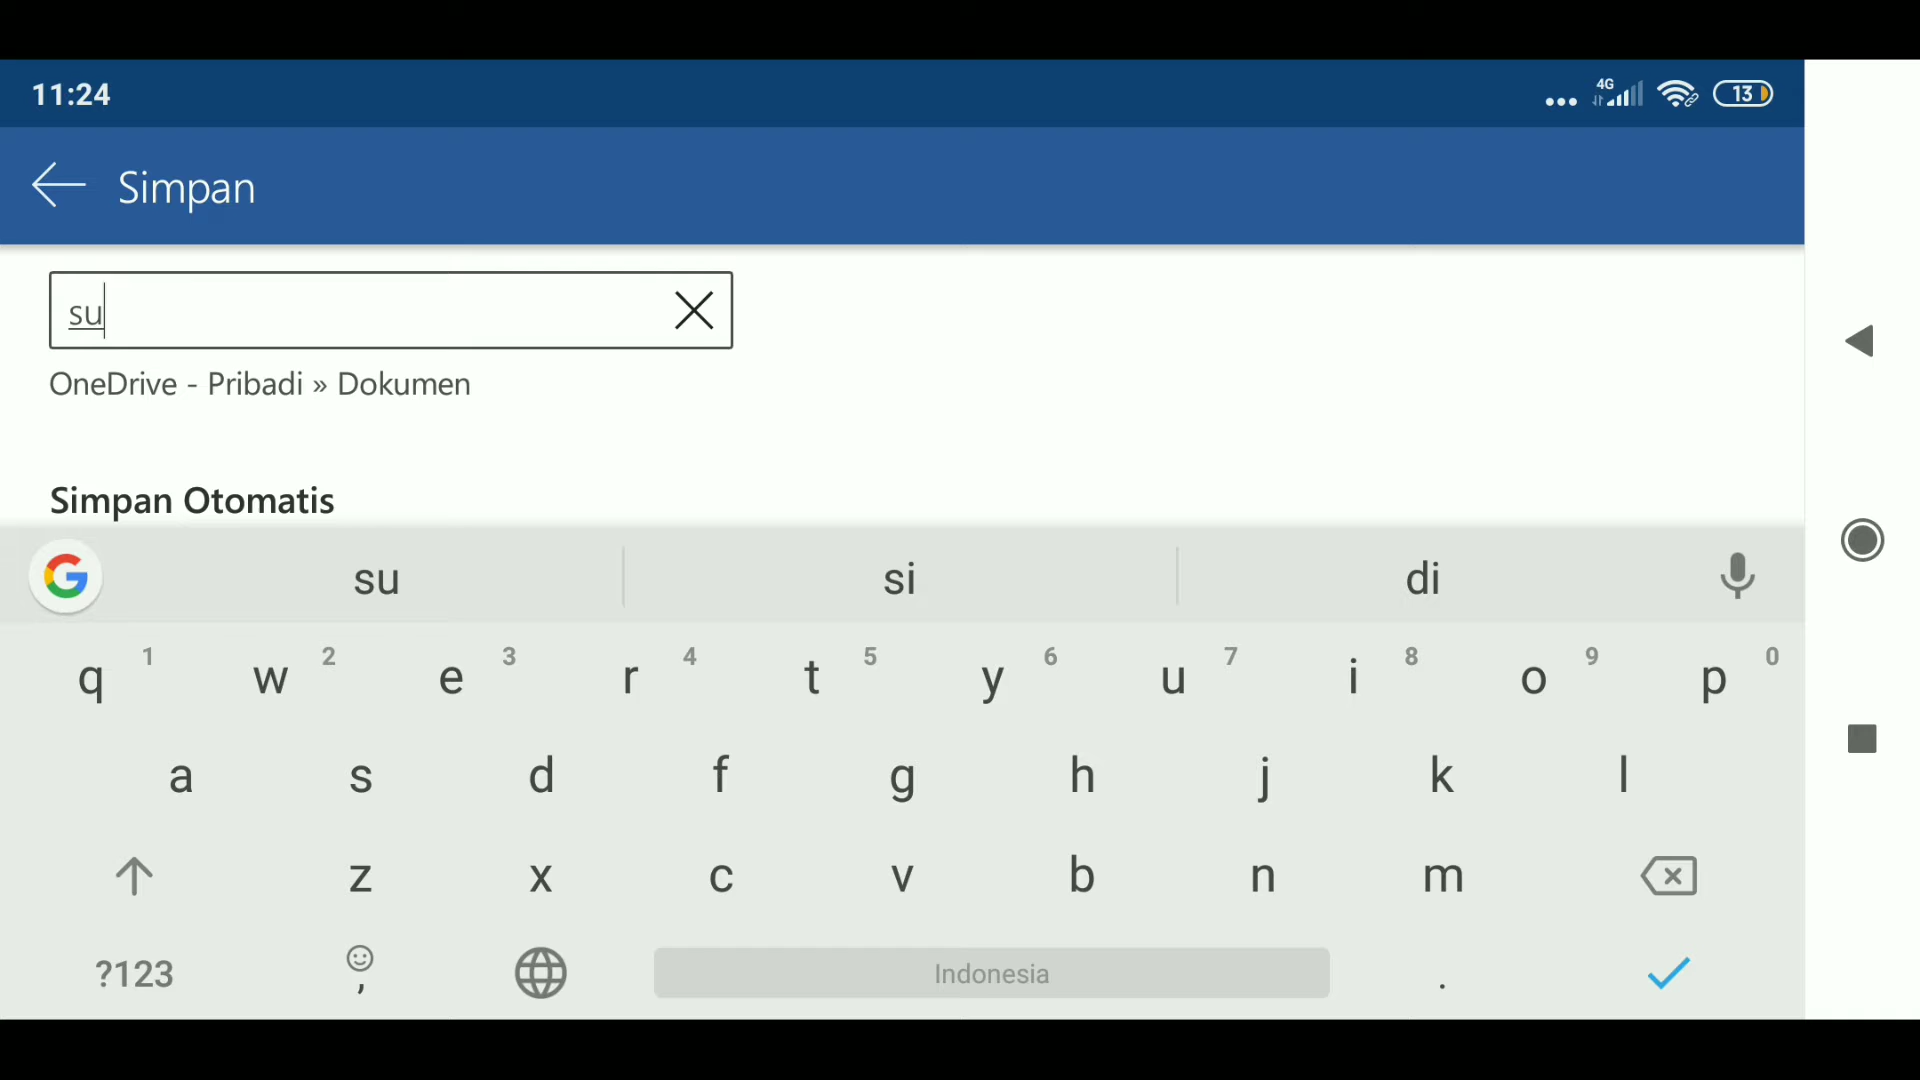 11:24
4G
13
Simpan
su
OneDrive - Pribadi » Dokumen
Simpan Otomatis
su si di
q 1 w 2 e 3 r 4 t 5 y 6 u 7 i 8 o 9 p 0
a s d f g h j k l
z x c v b n m
?123 , Indonesia .